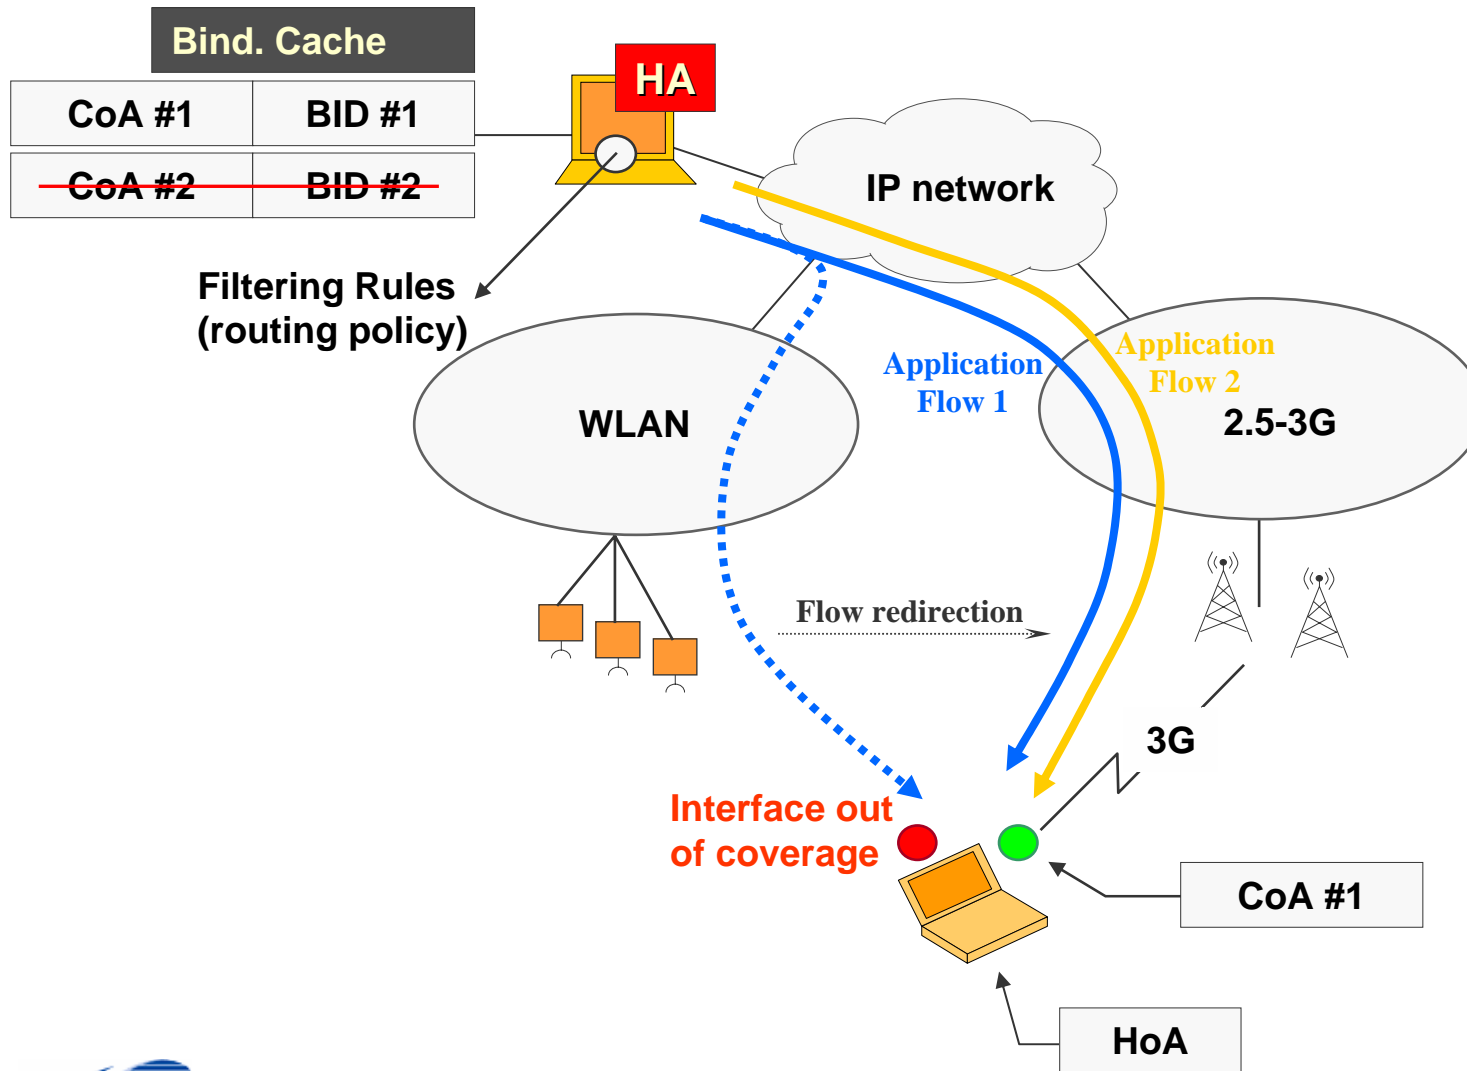 Bind. Cache
HA
CoA #1 BID #1
CoA #2 BID #2
IP network
Filtering Rules
(routing policy)
Application
Flow 1
Application
Flow 2
WLAN
2.5-3G
Flow redirection
3G
Interface out
of coverage
CoA #1
HoA